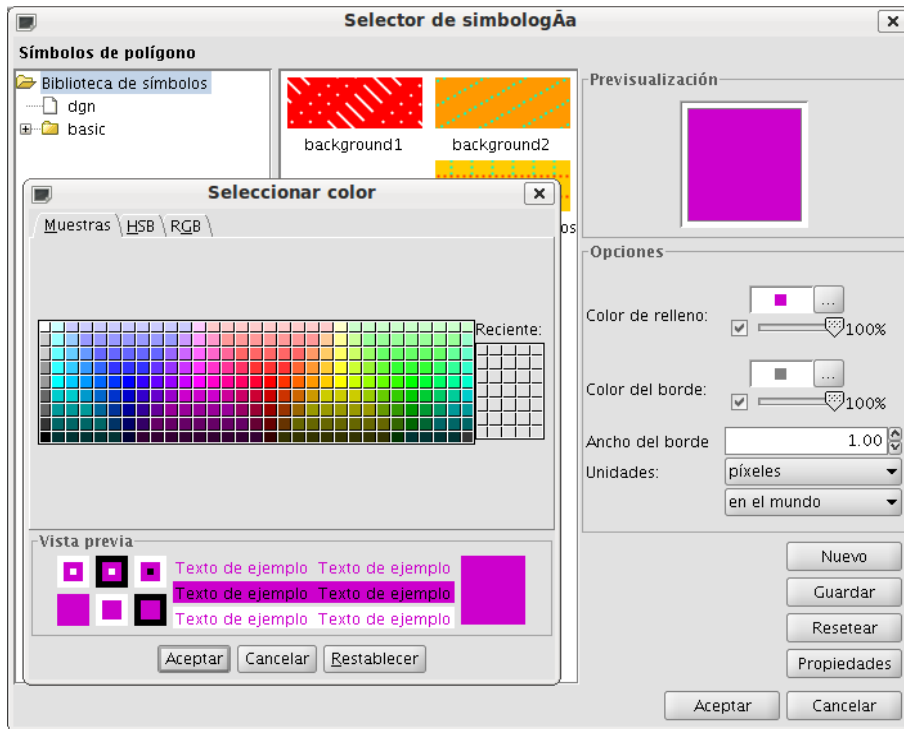 Selector de simbologÃa
Símbolos de polígono
Biblioteca de símbolos
dgn
basic
background1
background2
os
Seleccionar color
Muestras
HSB
RGB
Reciente:
Vista previa
Texto de ejemplo Texto de ejemplo
Texto de ejemplo Texto de ejemplo
Texto de ejemplo Texto de ejemplo
Aceptar
Cancelar
Restablecer
Previsualización
Opciones
Color de relleno:
...
100%
Color del borde:
...
100%
Ancho del borde
1.00
Unidades:
píxeles
en el mundo
Nuevo
Guardar
Resetear
Propiedades
Aceptar
Cancelar